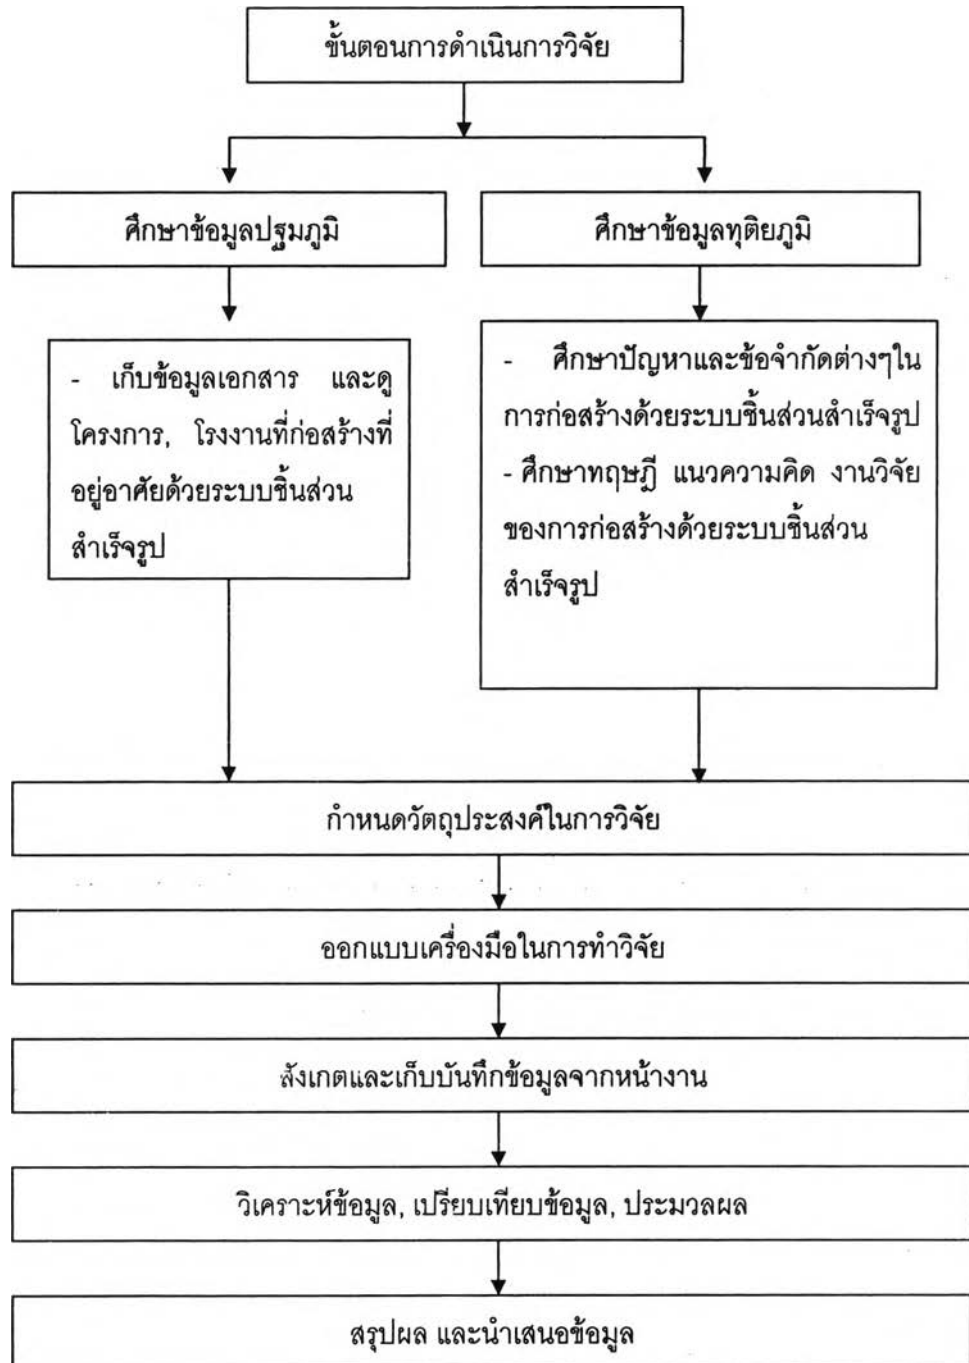 ขั้นตอนการดำเนินการวิจัย
ศึกษาข้อมูลปฐมภูมิ
ศึกษาข้อมูลทุติยภูมิ
- เก็บข้อมูลเอกสาร และดู
โครงการ, โรงงานที่ก่อสร้างที่
อยู่อาศัยด้วยระบบชิ้นส่วน
สำเร็จรูป
- ศึกษาปัญหาและข้อจำกัดต่างๆใน
การก่อสร้างด้วยระบบชิ้นส่วนสำเร็จรูป
- ศึกษาทฤษฎี แนวความคิด งานวิจัย
ของการก่อสร้างด้วยระบบชิ้นส่วน
สำเร็จรูป
กำหนดวัตถุประสงค์ในการวิจัย
ออกแบบเครื่องมือในการทำวิจัย
สังเกตและเก็บบันทึกข้อมูลจากหน้างาน
วิเคราะห์ข้อมูล, เปรียบเทียบข้อมูล, ประมวลผล
สรุปผล และนำเสนอข้อมูล